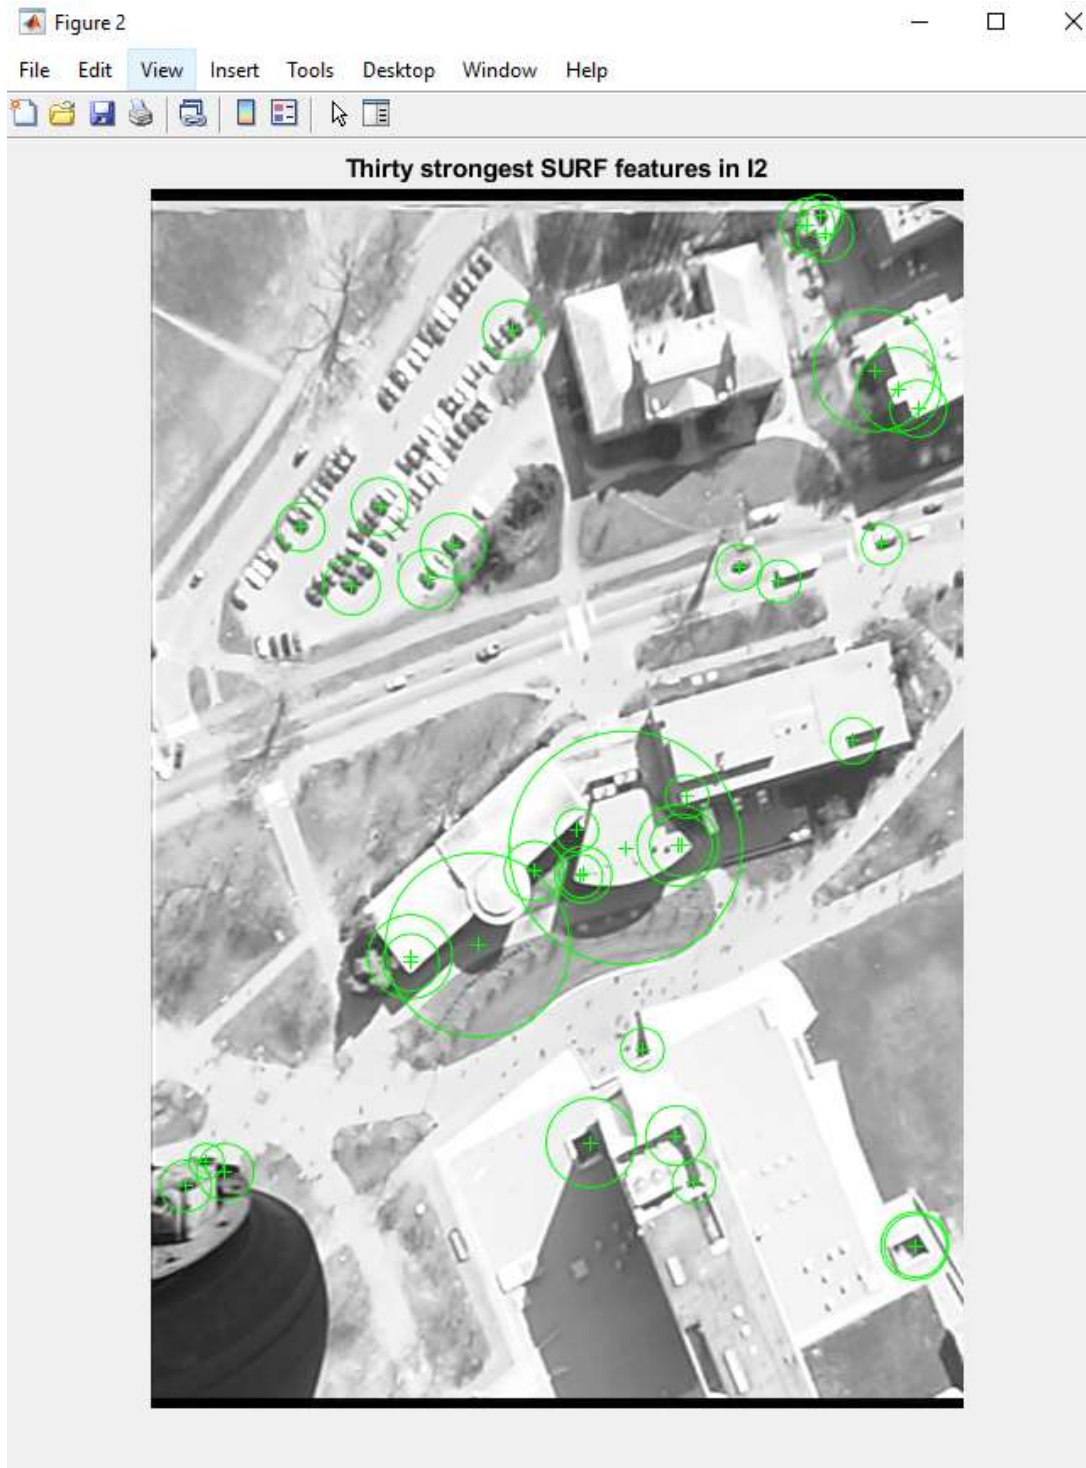 Figure 2
File Edit View Insert Tools Desktop Window Help
Thirty strongest SURF features in I2